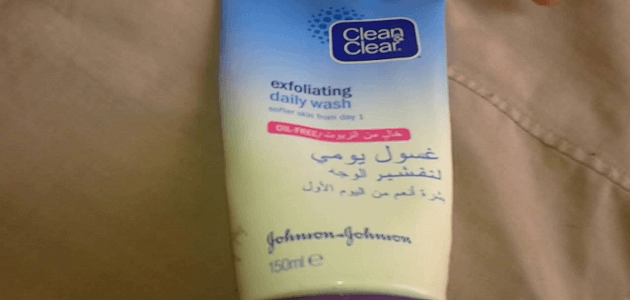 Clean &
Clear®
exfoliating
daily wash
softer skin from day 1
OIL-FREE/خالي من الزيوت
غسول يومي
لتقشير الوجه
بشرة أنعم من اليوم الأول
Johnson & Johnson
150ml e